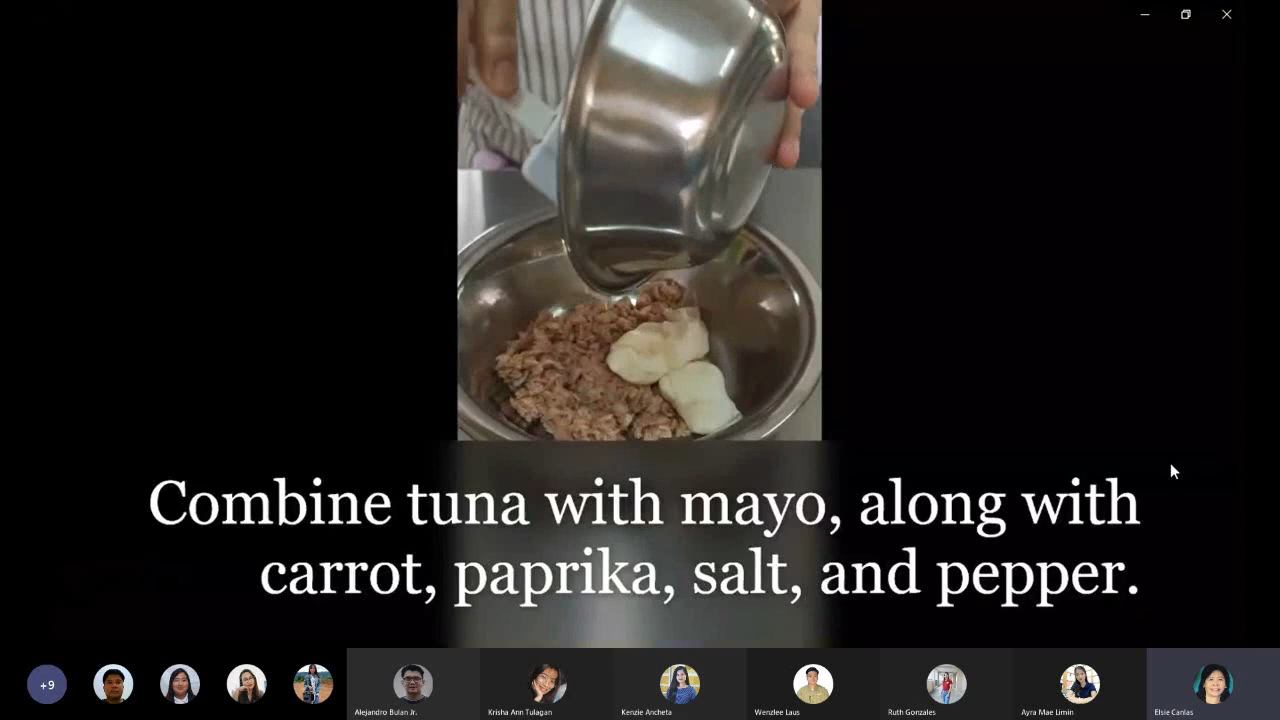 Combine tuna with mayo, along with
carrot, paprika, salt, and pepper.
+9
Alejandro Bulan Jr.
Krisha Ann Tulagan
Kenzie Ancheta
Wenzlee Laus
Ruth Gonzales
Ayra Mae Limin
Elsie Canlas